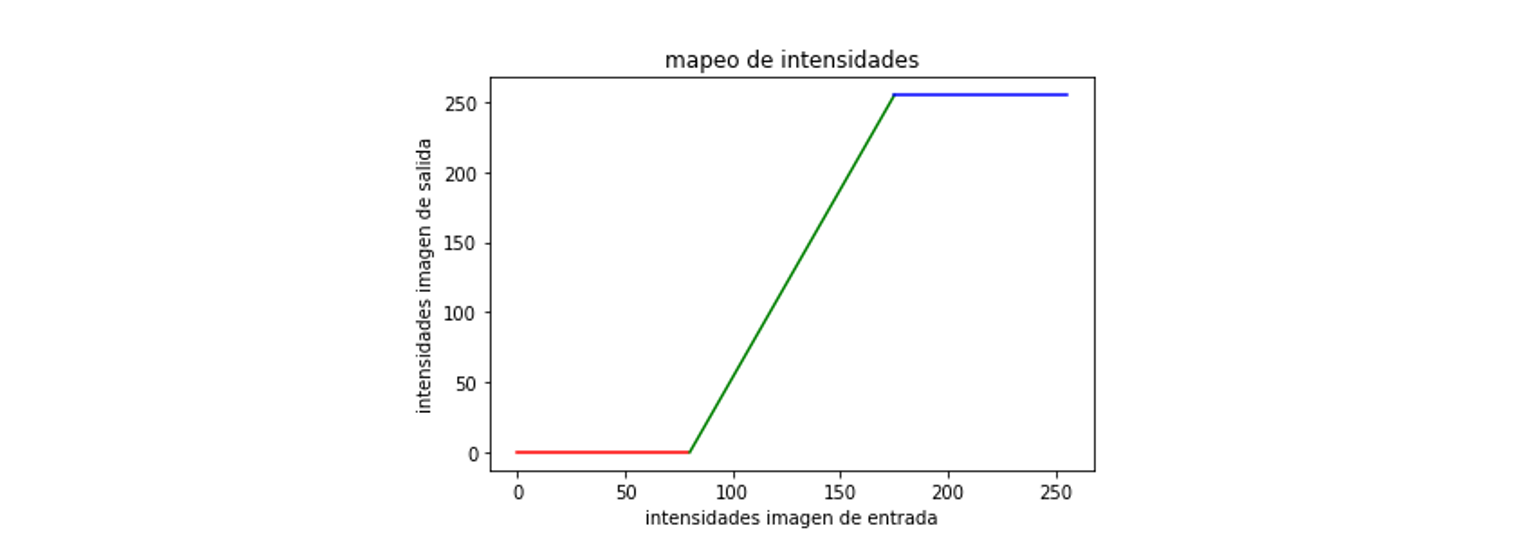 mapeo de intensidades
intensidades imagen de salida
250
200
150
100
50
0
0 50 100 150 200 250
intensidades imagen de entrada